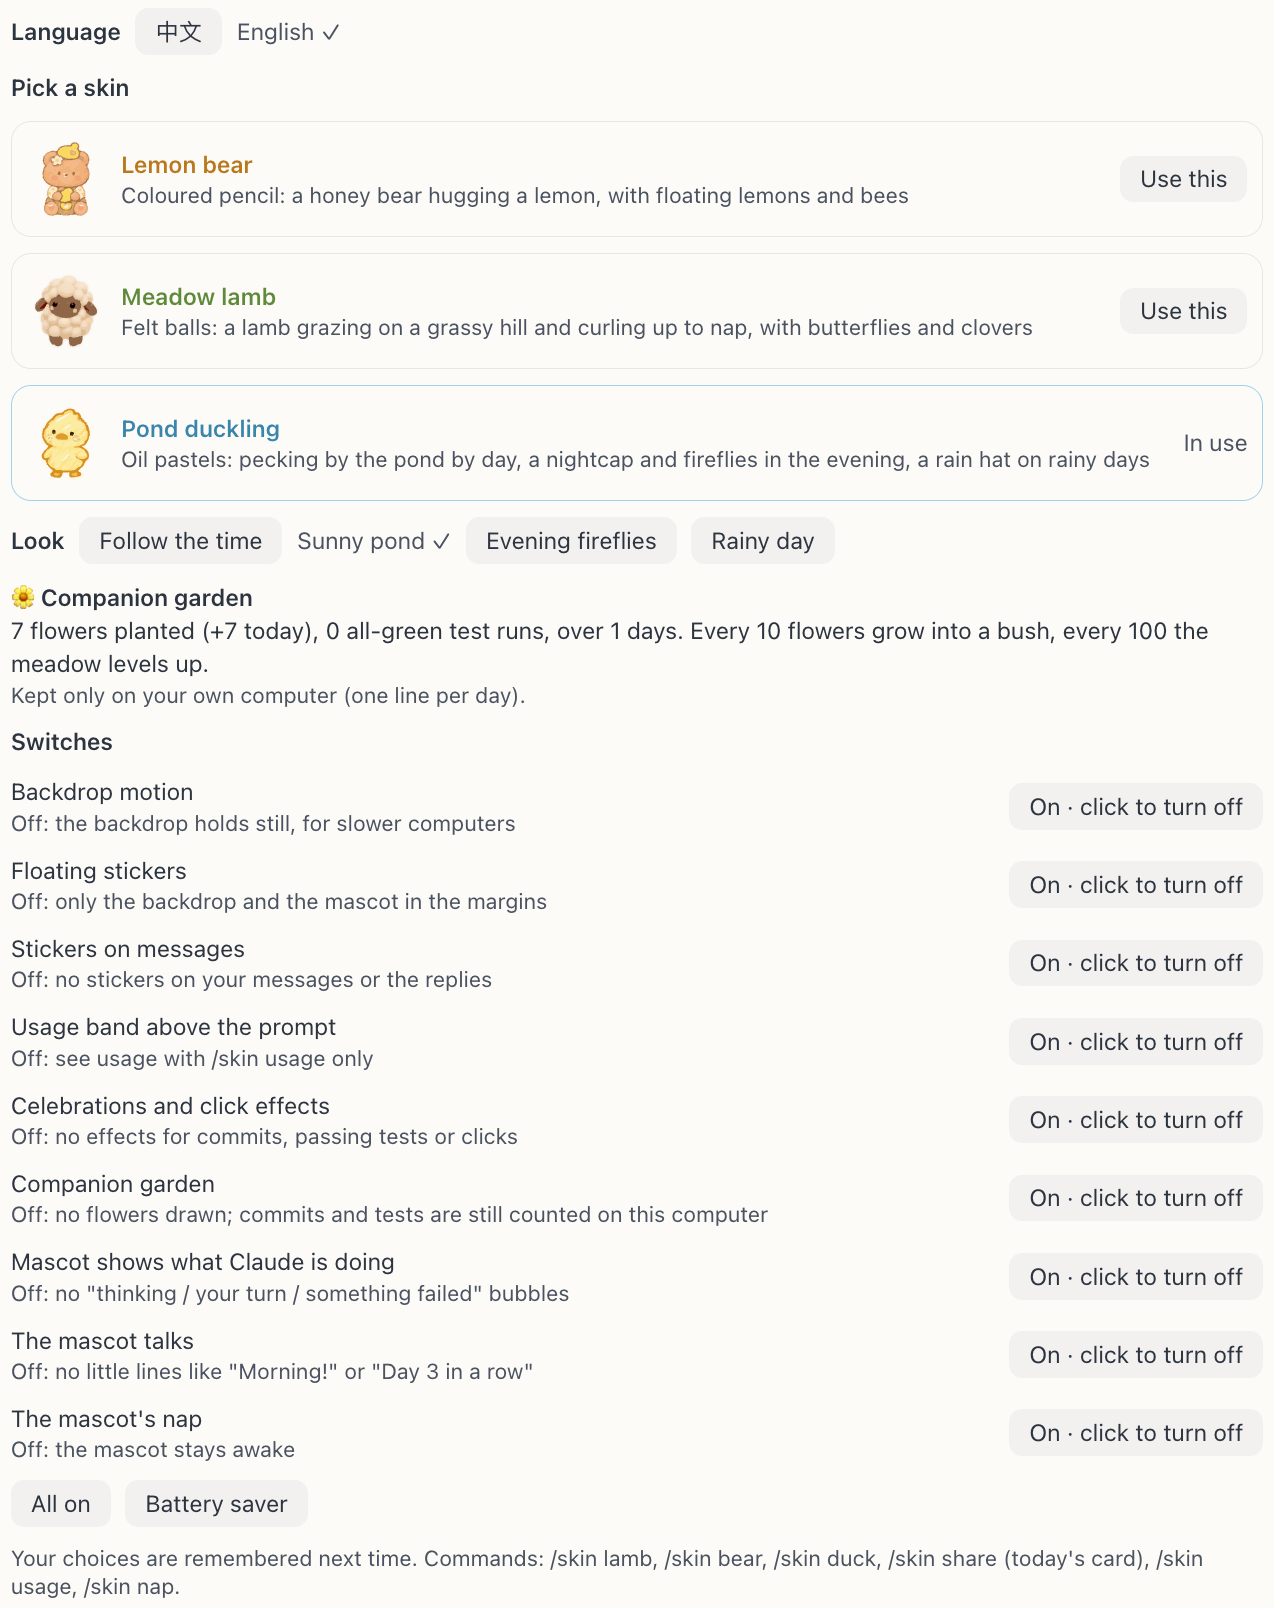 Language 中文 English ✓
Pick a skin
Lemon bear
Coloured pencil: a honey bear hugging a lemon, with floating lemons and bees
Use this
Meadow lamb
Felt balls: a lamb grazing on a grassy hill and curling up to nap, with butterflies and clovers
Use this
Pond duckling
Oil pastels: pecking by the pond by day, a nightcap and fireflies in the evening, a rain hat on rainy days
In use
Look Follow the time Sunny pond ✓ Evening fireflies Rainy day
Companion garden
7 flowers planted (+7 today), 0 all-green test runs, over 1 days. Every 10 flowers grow into a bush, every 100 the
meadow levels up.
Kept only on your own computer (one line per day).
Switches
Backdrop motion
Off: the backdrop holds still, for slower computers
On · click to turn off
Floating stickers
Off: only the backdrop and the mascot in the margins
On · click to turn off
Stickers on messages
Off: no stickers on your messages or the replies
On · click to turn off
Usage band above the prompt
Off: see usage with /skin usage only
On · click to turn off
Celebrations and click effects
Off: no effects for commits, passing tests or clicks
On · click to turn off
Companion garden
Off: no flowers drawn; commits and tests are still counted on this computer
On · click to turn off
Mascot shows what Claude is doing
Off: no "thinking / your turn / something failed" bubbles
On · click to turn off
The mascot talks
Off: no little lines like "Morning!" or "Day 3 in a row"
On · click to turn off
The mascot's nap
Off: the mascot stays awake
On · click to turn off
All on Battery saver
Your choices are remembered next time. Commands: /skin lamb, /skin bear, /skin duck, /skin share (today's card), /skin
usage, /skin nap.